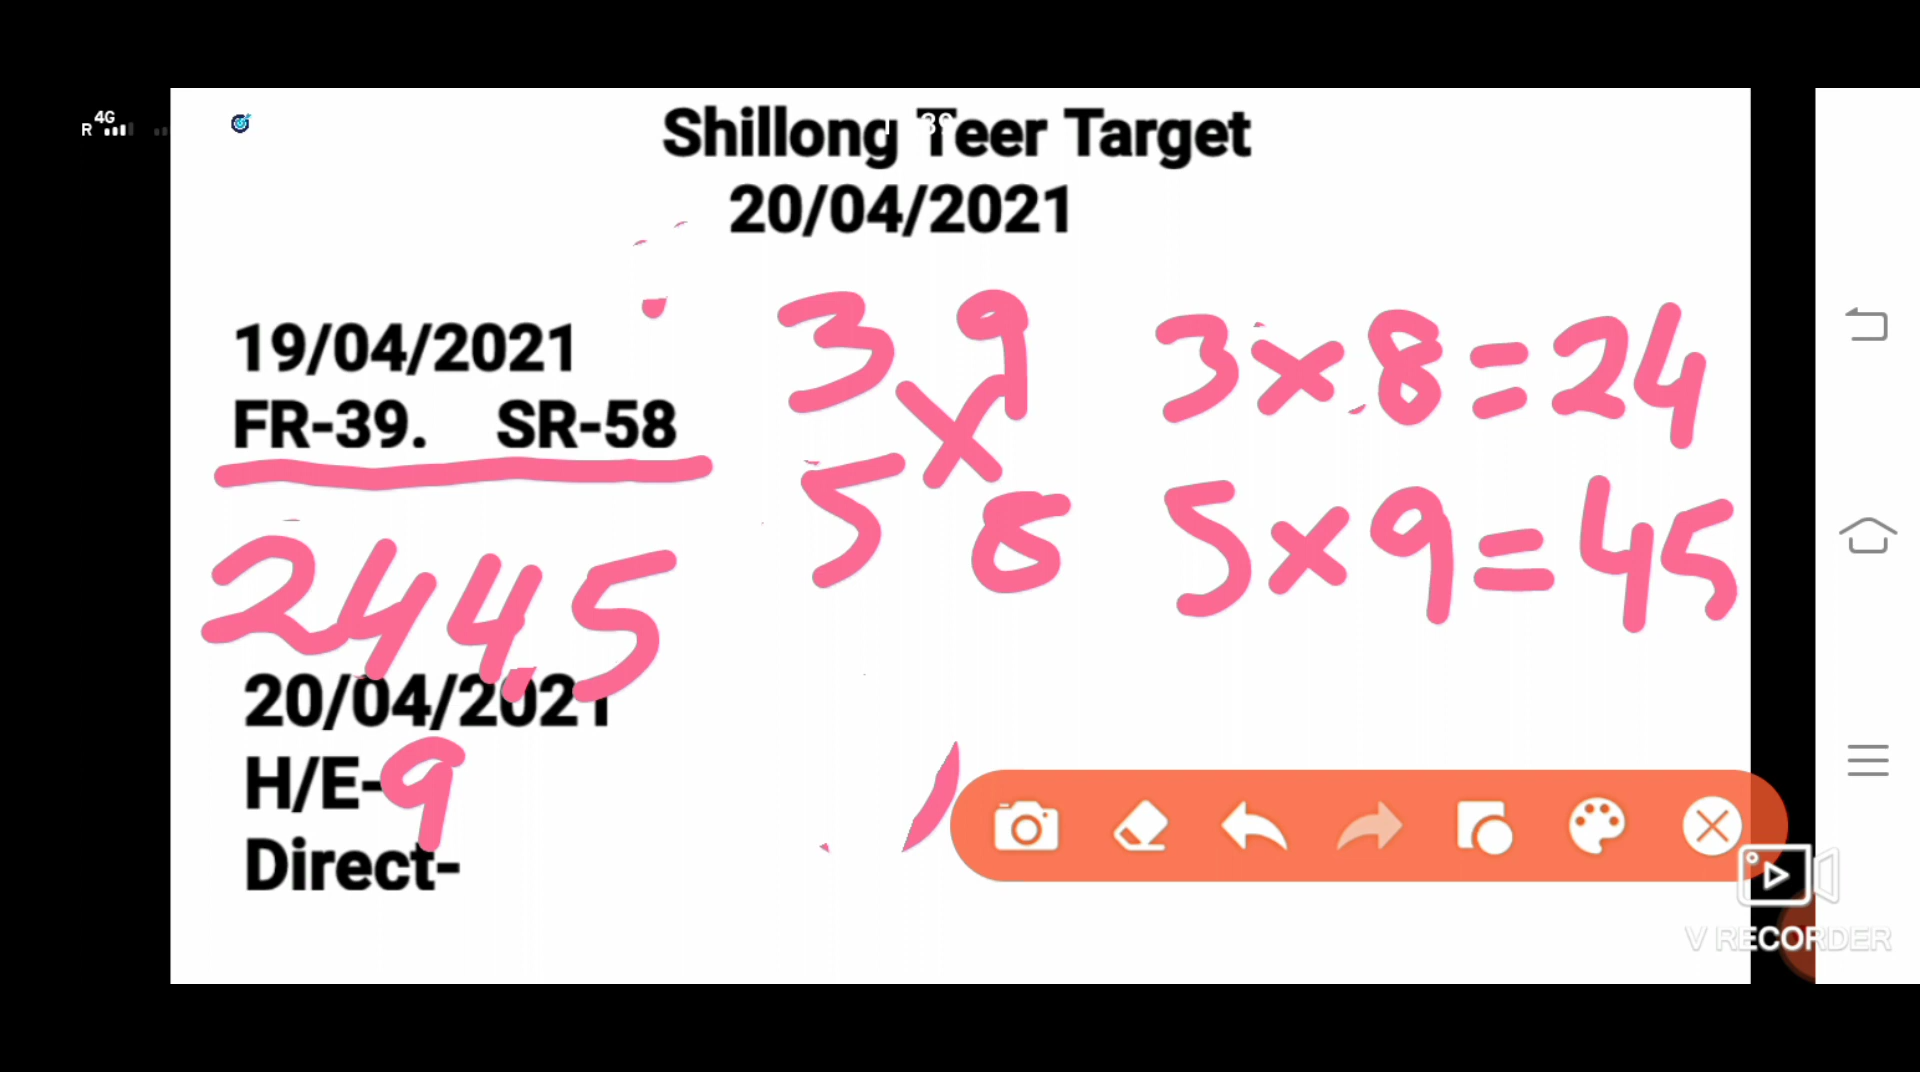 4G
R
Shillong Teer Target
20/04/2021
19/04/2021
FR-39. SR-58
3 9
×
5 8
3×8=24
5×9=45
2445
20/04/2021
H/E-9
Direct-
V RECORDER